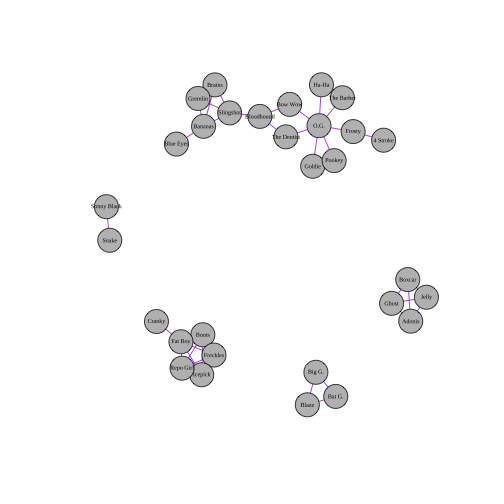 Brains
Ha-Ha
Gremlin
The Barber
Bow Wow
Slingshot
Bloodhound
Bananas
O.G.
Frosty
The Dentist
4 Stroke
Blue Eyes
Goldie
Pookey
Sonny Black
Snake
Boxcar
Jelly
Ghost
Adonis
Cranky
Boots
Fat Boy
Freckles
Repo Girl
Icepick
Big G.
Bat G.
Blaze